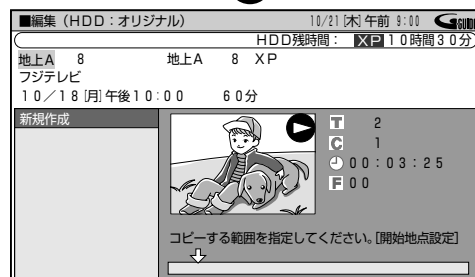 ■編集（HDD：オリジナル） 10/21[木]午前 9:00 GGUIDE
HDD残時間： XP 10時間30分
地上A 8 地上A 8 XP
フジテレビ
10／18[月]午後10:00 60分
新規作成
T 2
C 1
00:03:25
F 00
コピーする範囲を指定してください。[開始地点設定]